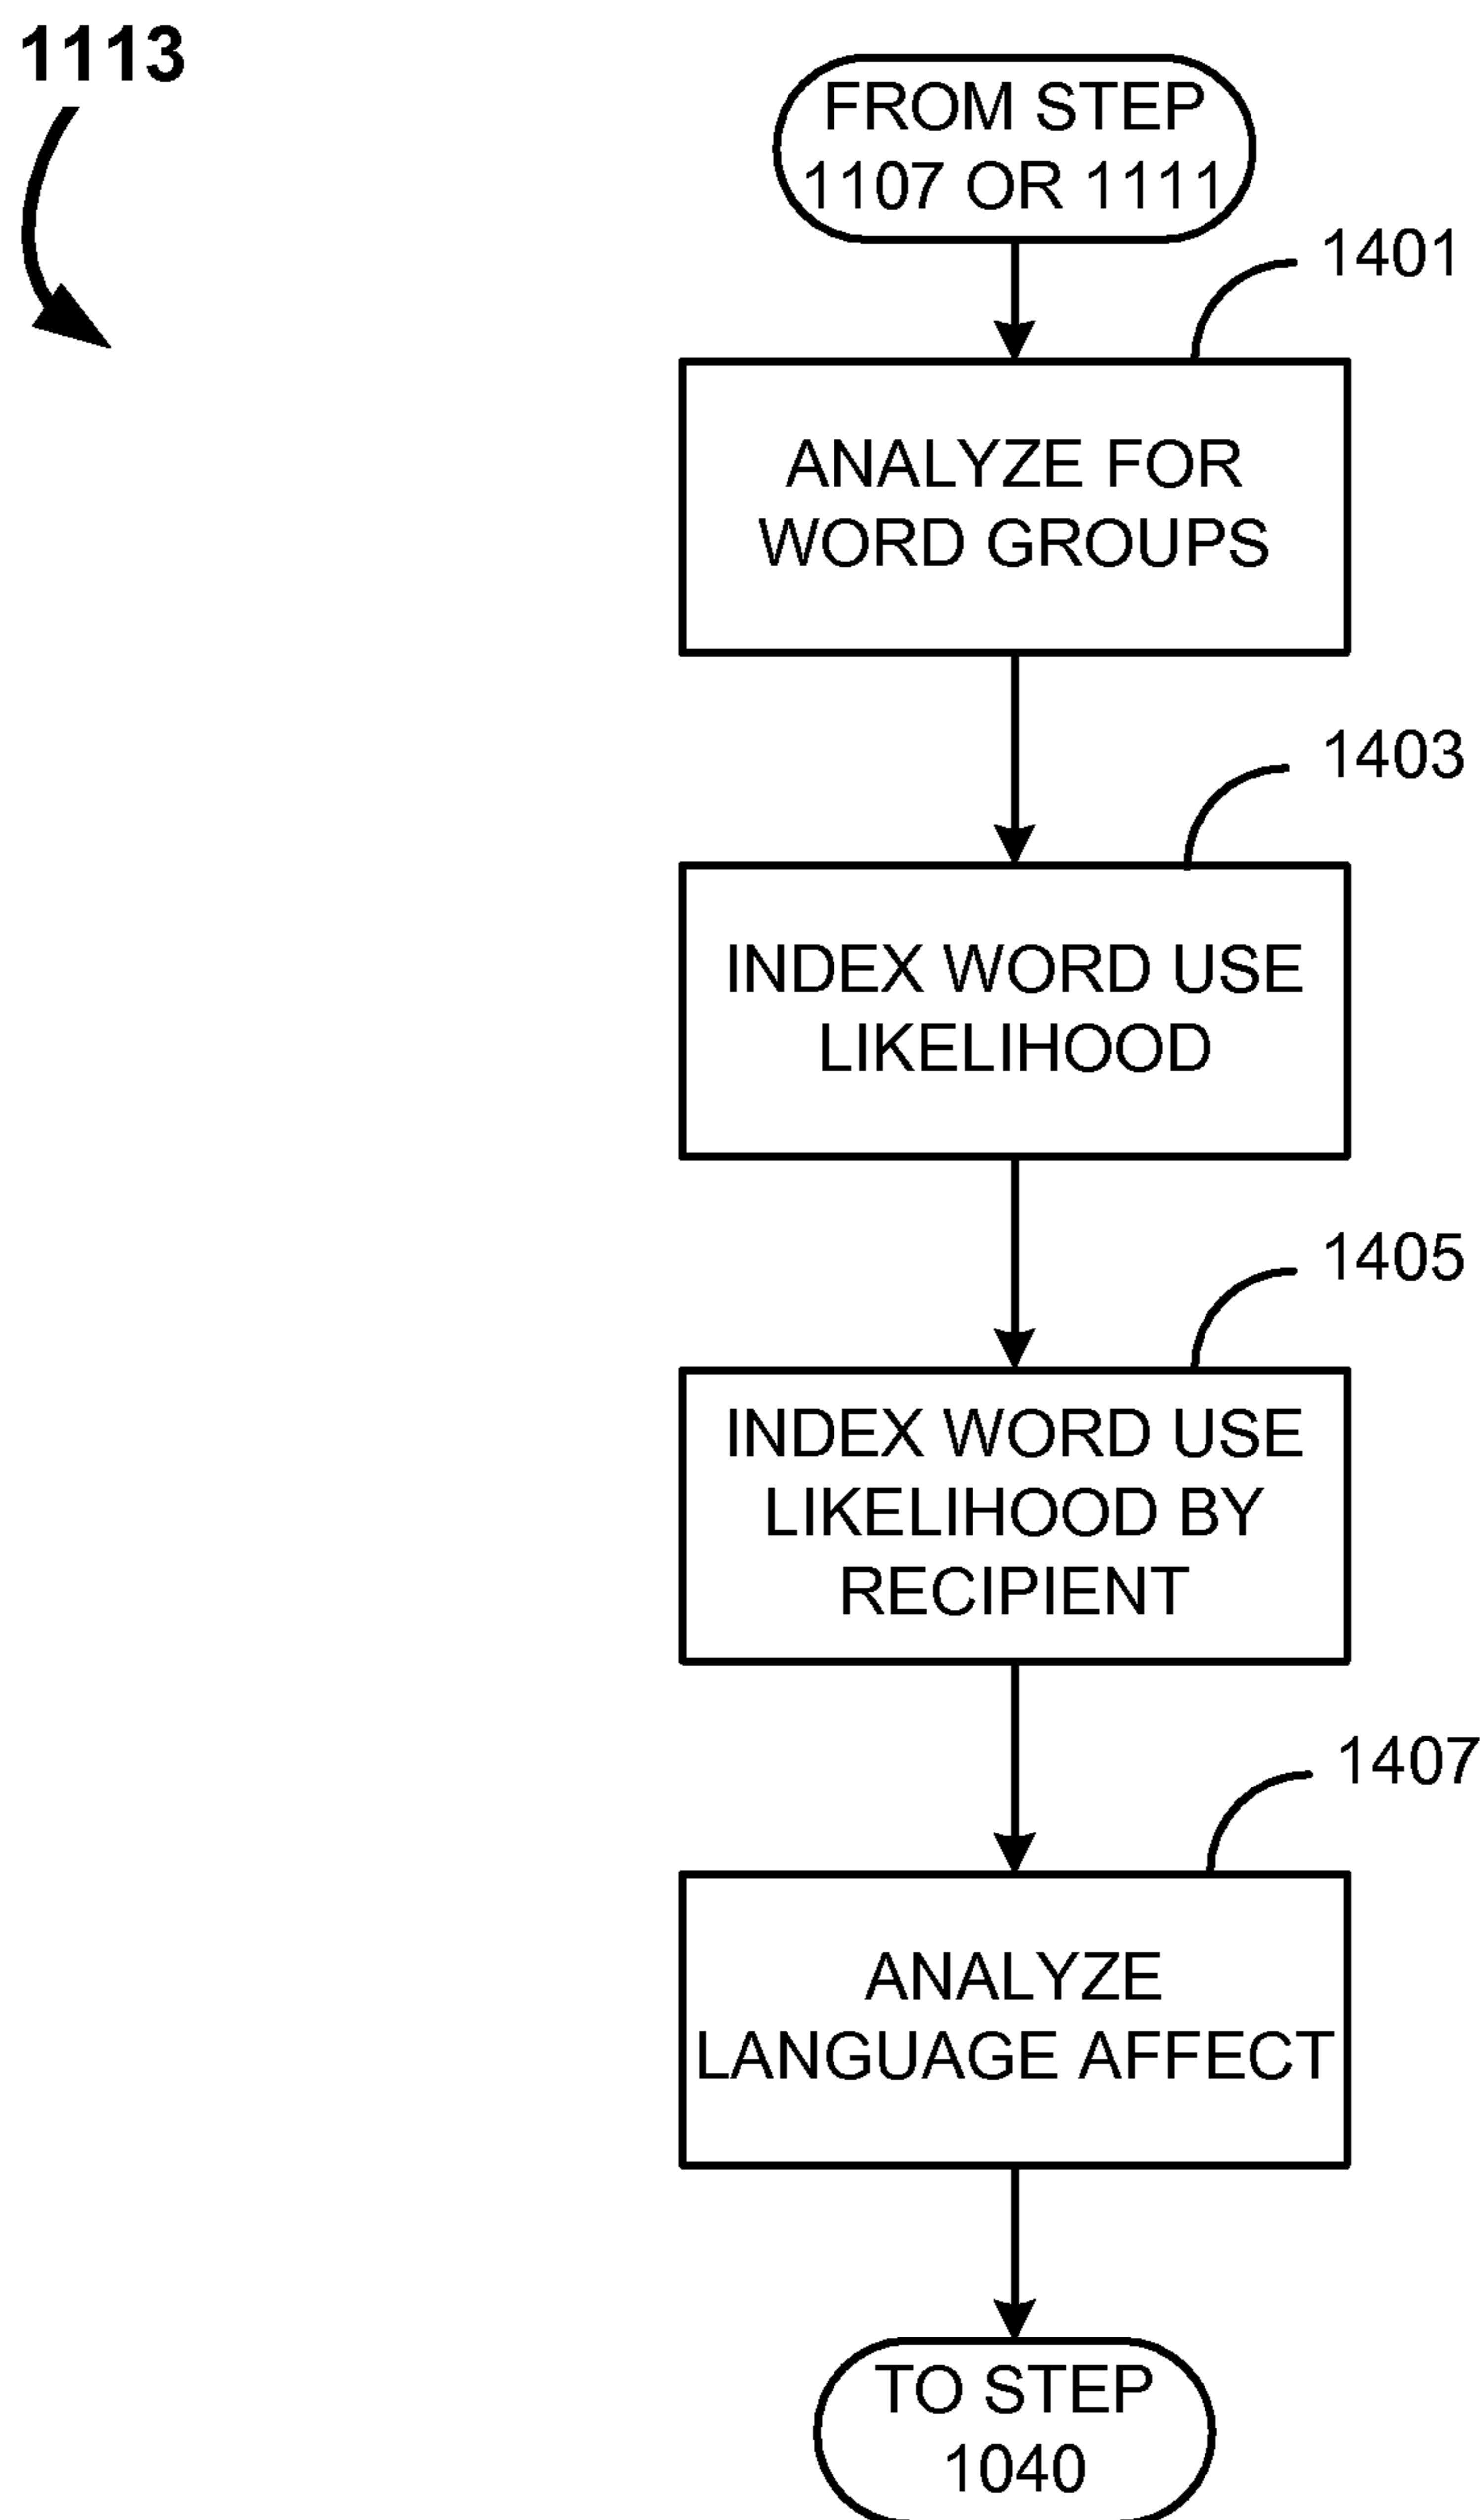 1113
FROM STEP
1107 OR 1111
1401
ANALYZE FOR
WORD GROUPS
1403
INDEX WORD USE
LIKELIHOOD
1405
INDEX WORD USE
LIKELIHOOD BY
RECIPIENT
1407
ANALYZE
LANGUAGE AFFECT
TO STEP
1040